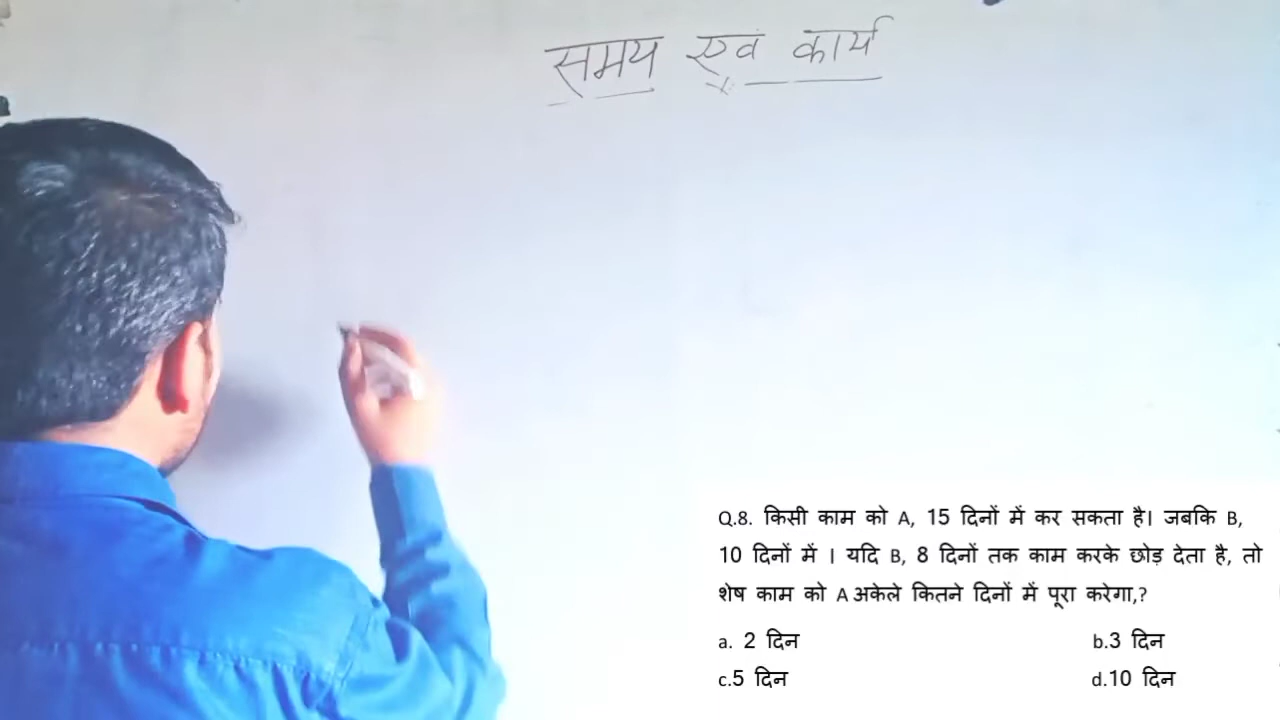 समय एवं कार्य
Q.8. किसी काम को A, 15 दिनों में कर सकता है। जबकि B,
10 दिनों में । यदि B, 8 दिनों तक काम करके छोड़ देता है, तो
शेष काम को A अकेले कितने दिनों में पूरा करेगा,?
a. 2 दिन b.3 दिन
c.5 दिन d.10 दिन